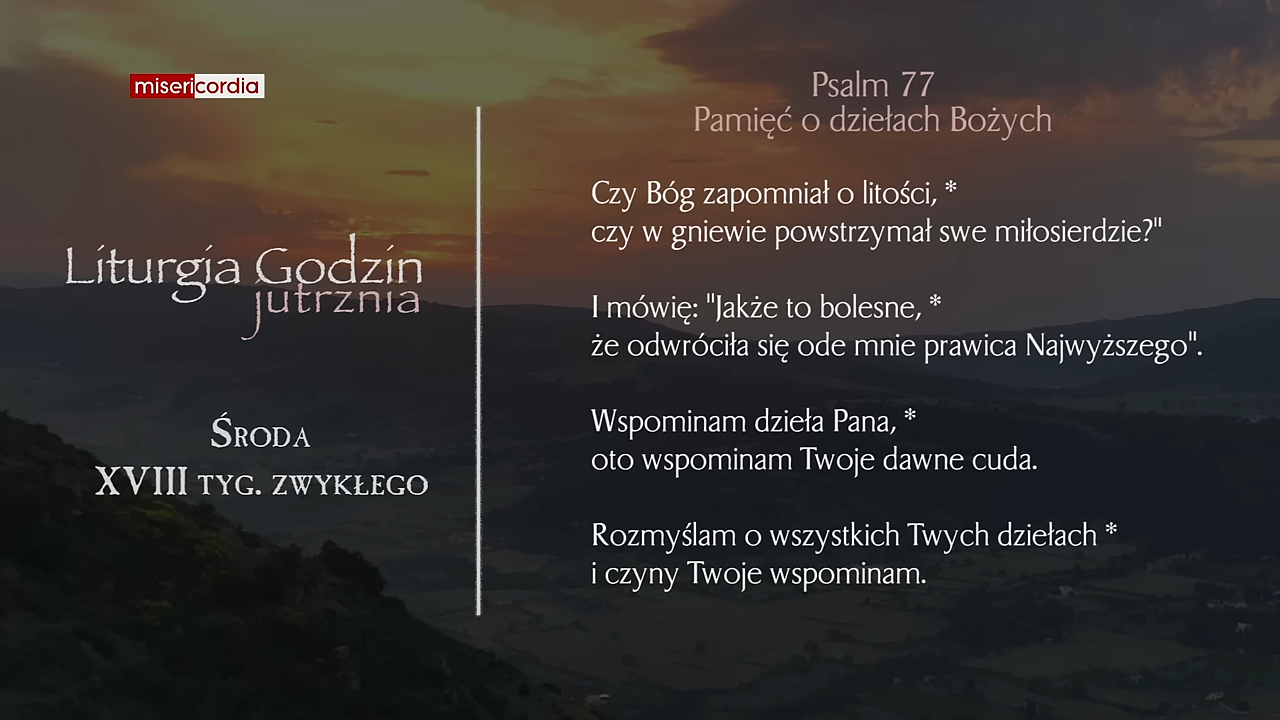 misericordia
Liturgia Godzin
jutrznia
Środa
XVIII tyg. zwykłego
Psalm 77
Pamięć o dziełach Bożych
Czy Bóg zapomniał o litości, *
czy w gniewie powstrzymał swe miłosierdzie?"
I mówię: "Jakże to bolesne, *
że odwróciła się ode mnie prawica Najwyższego".
Wspominam dzieła Pana, *
oto wspominam Twoje dawne cuda.
Rozmyślam o wszystkich Twych dziełach *
i czyny Twoje wspominam.